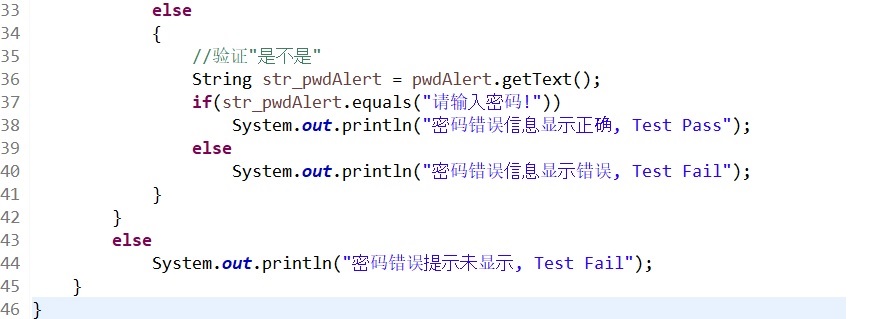 33 else
34 {
35 //验证"是不是"
36 String str_pwdAlert = pwdAlert.getText();
37 if(str_pwdAlert.equals("请输入密码!"))
38 System.out.println("密码错误信息显示正确, Test Pass");
39 else
40 System.out.println("密码错误信息显示错误, Test Fail");
41 }
42 }
43 else
44 System.out.println("密码错误提示未显示, Test Fail");
45 }
46 }